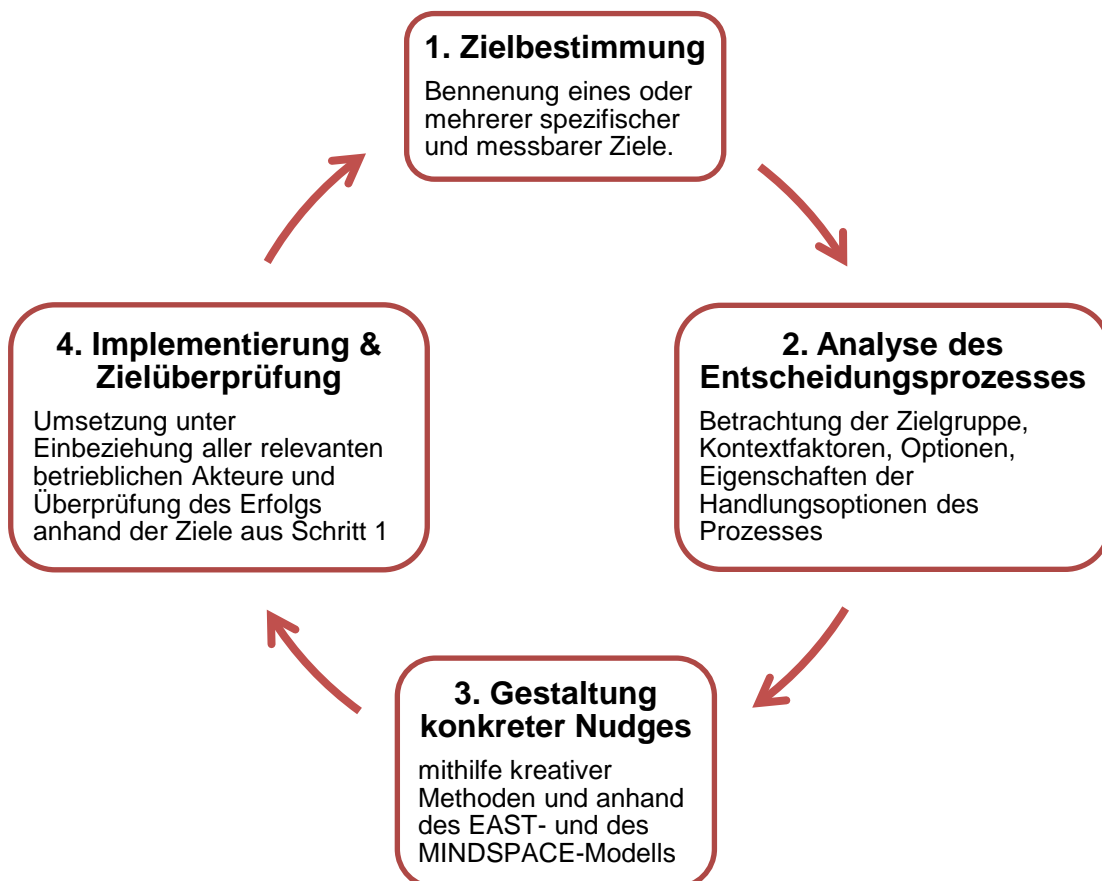 1. Zielbestimmung
Bennenung eines oder
mehrerer spezifischer
und messbarer Ziele.
2. Analyse des
Entscheidungsprozesses
Betrachtung der Zielgruppe,
Kontextfaktoren, Optionen,
Eigenschaften der
Handlungsoptionen des
Prozesses
3. Gestaltung
konkreter Nudges
mithilfe kreativer
Methoden und anhand
des EAST- und des
MINDSPACE-Modells
4. Implementierung &
Zielüberprüfung
Umsetzung unter
Einbeziehung aller relevanten
betrieblichen Akteure und
Überprüfung des Erfolgs
anhand der Ziele aus Schritt 1